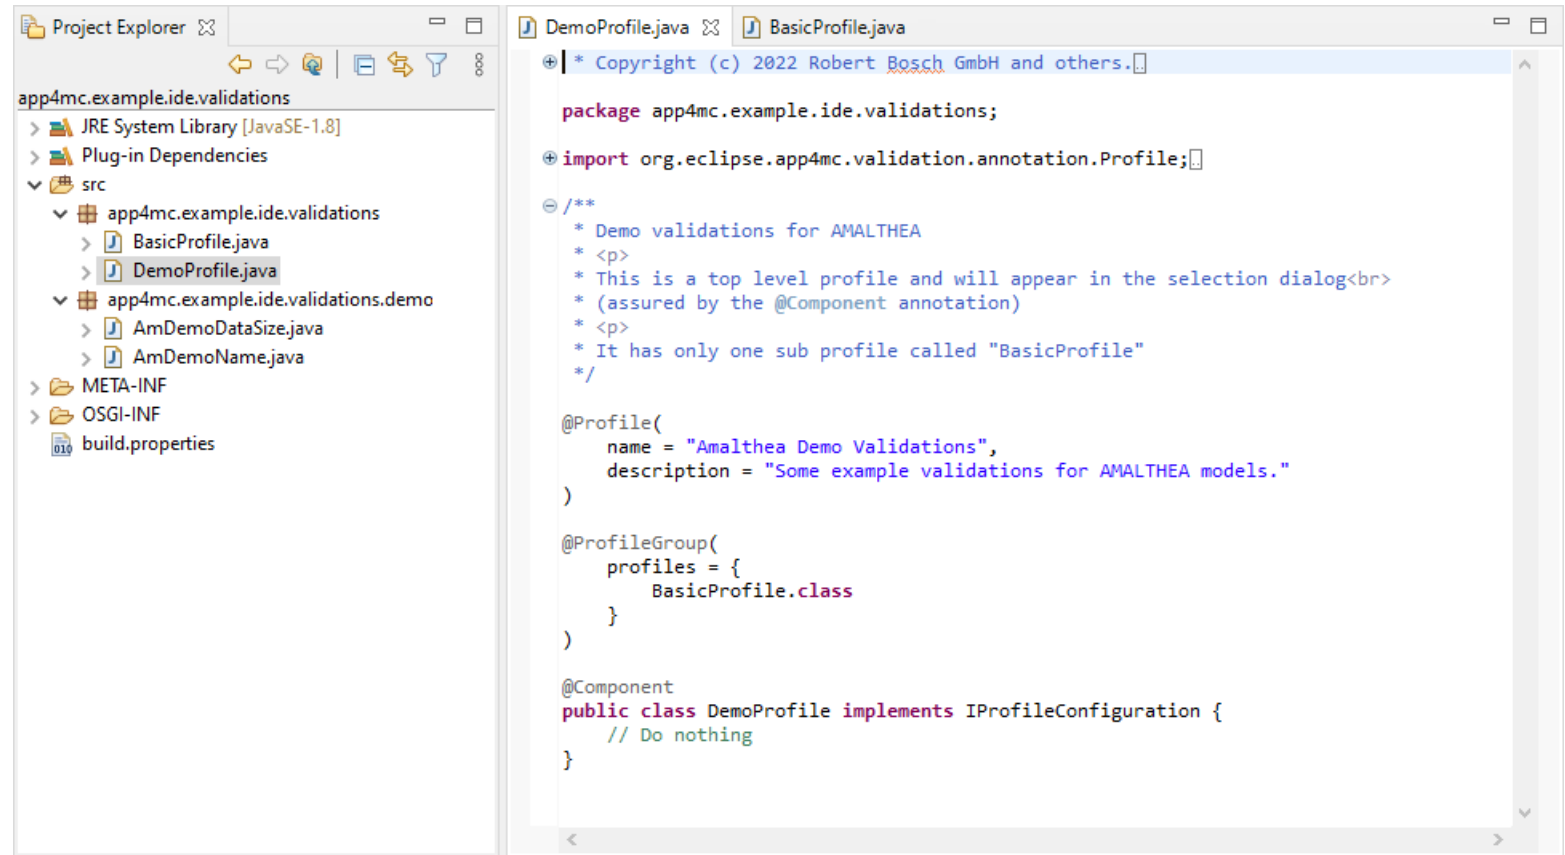 Project Explorer
app4mc.example.ide.validations
JRE System Library [JavaSE-1.8]
Plug-in Dependencies
src
app4mc.example.ide.validations
BasicProfile.java
DemoProfile.java
app4mc.example.ide.validations.demo
AmDemoDataSize.java
AmDemoName.java
META-INF
OSGI-INF
build.properties
DemoProfile.java
BasicProfile.java
* Copyright (c) 2022 Robert Bosch GmbH and others.
package app4mc.example.ide.validations;
import org.eclipse.app4mc.validation.annotation.Profile;
/**
* Demo validations for AMALTHEA
* <p>
* This is a top level profile and will appear in the selection dialog<br>
* (assured by the @Component annotation)
* <p>
* It has only one sub profile called "BasicProfile"
*/
@Profile(
name = "Amalthea Demo Validations",
description = "Some example validations for AMALTHEA models."
)
@ProfileGroup(
profiles = {
BasicProfile.class
}
)
@Component
public class DemoProfile implements IProfileConfiguration {
// Do nothing
}